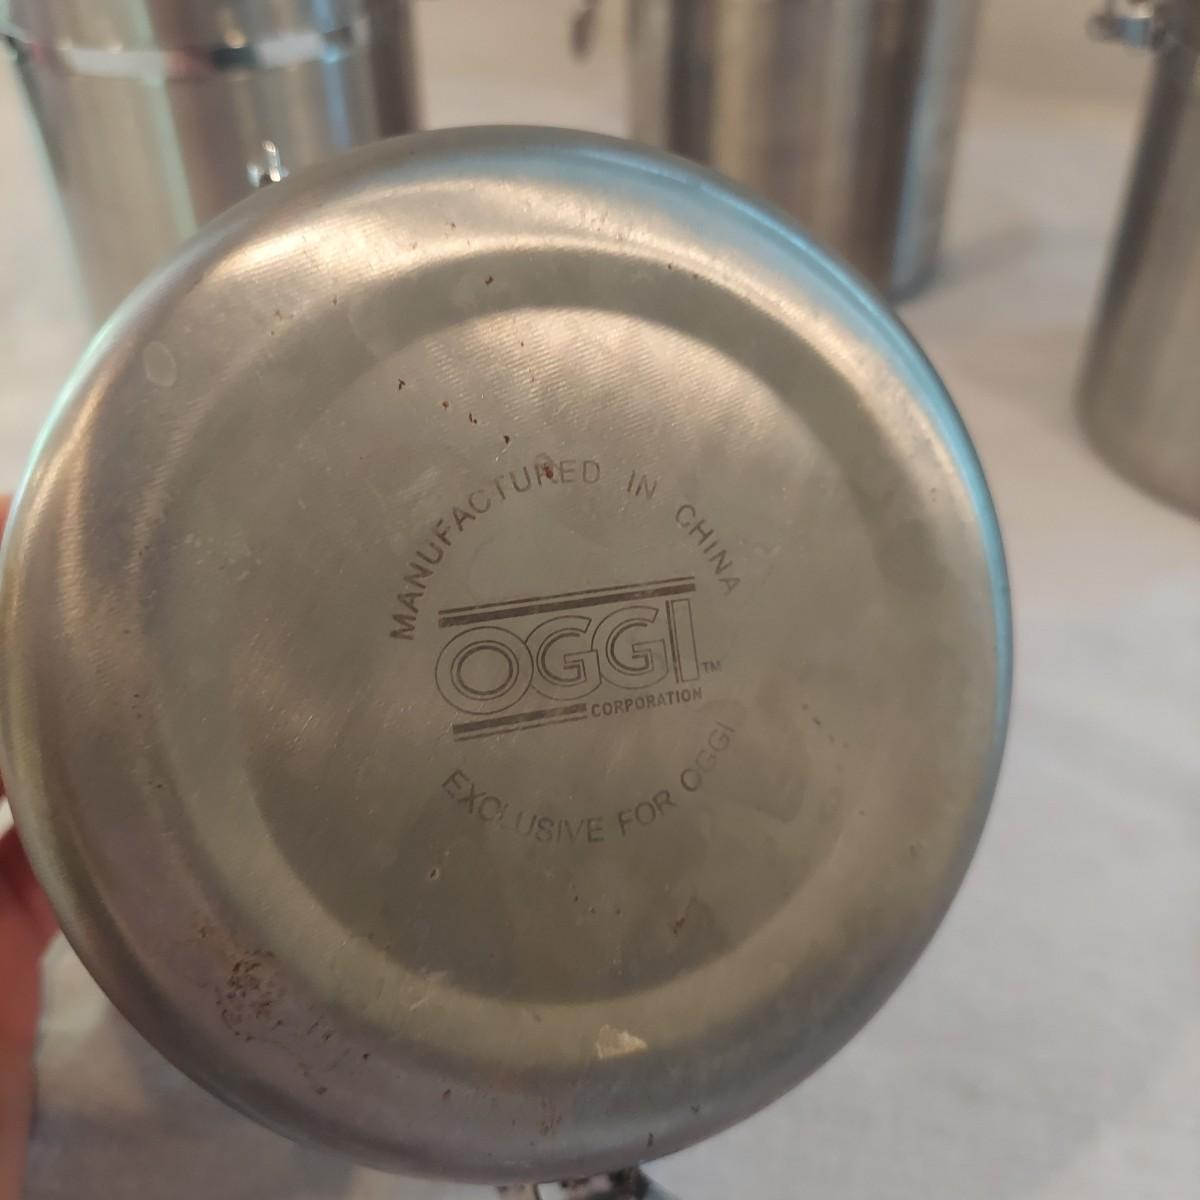 MANUFACTURED IN CHINA
OGGI™
CORPORATION
EXCLUSIVE FOR OGGI